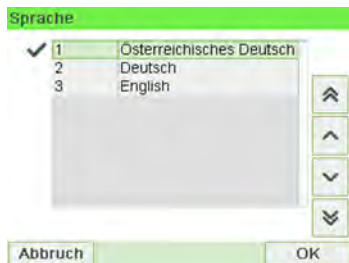 Sprache
1 Österreichisches Deutsch
2 Deutsch
3 English
Abbruch OK